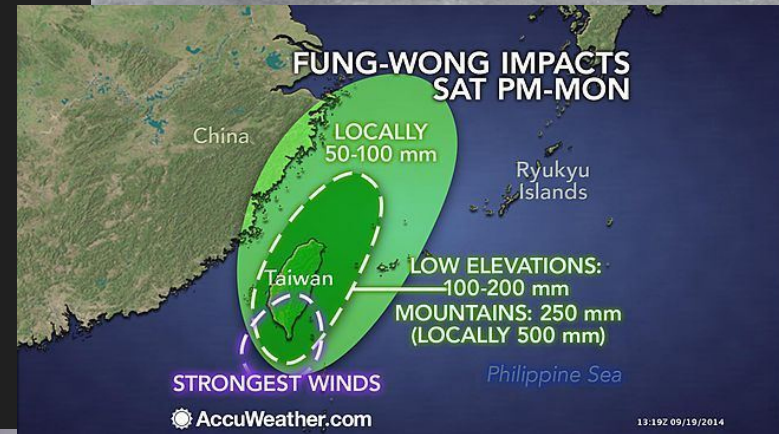 FUNG-WONG IMPACTS
SAT PM-MON
China
LOCALLY
50-100 mm
Ryukyu
Islands
Taiwan
LOW ELEVATIONS:
100-200 mm
MOUNTAINS: 250 mm
(LOCALLY 500 mm)
STRONGEST WINDS
Philippine Sea
AccuWeather.com
13:19Z 09/19/2014